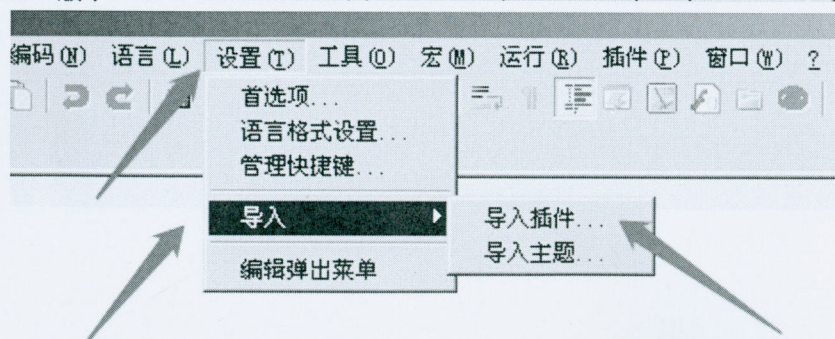 编码(N) 语言(L) 设置(T) 工具(O) 宏(M) 运行(R) 插件(P) 窗口(W) ?
首选项...
语言格式设置...
管理快捷键...
导入
导入插件...
导入主题...
编辑弹出菜单